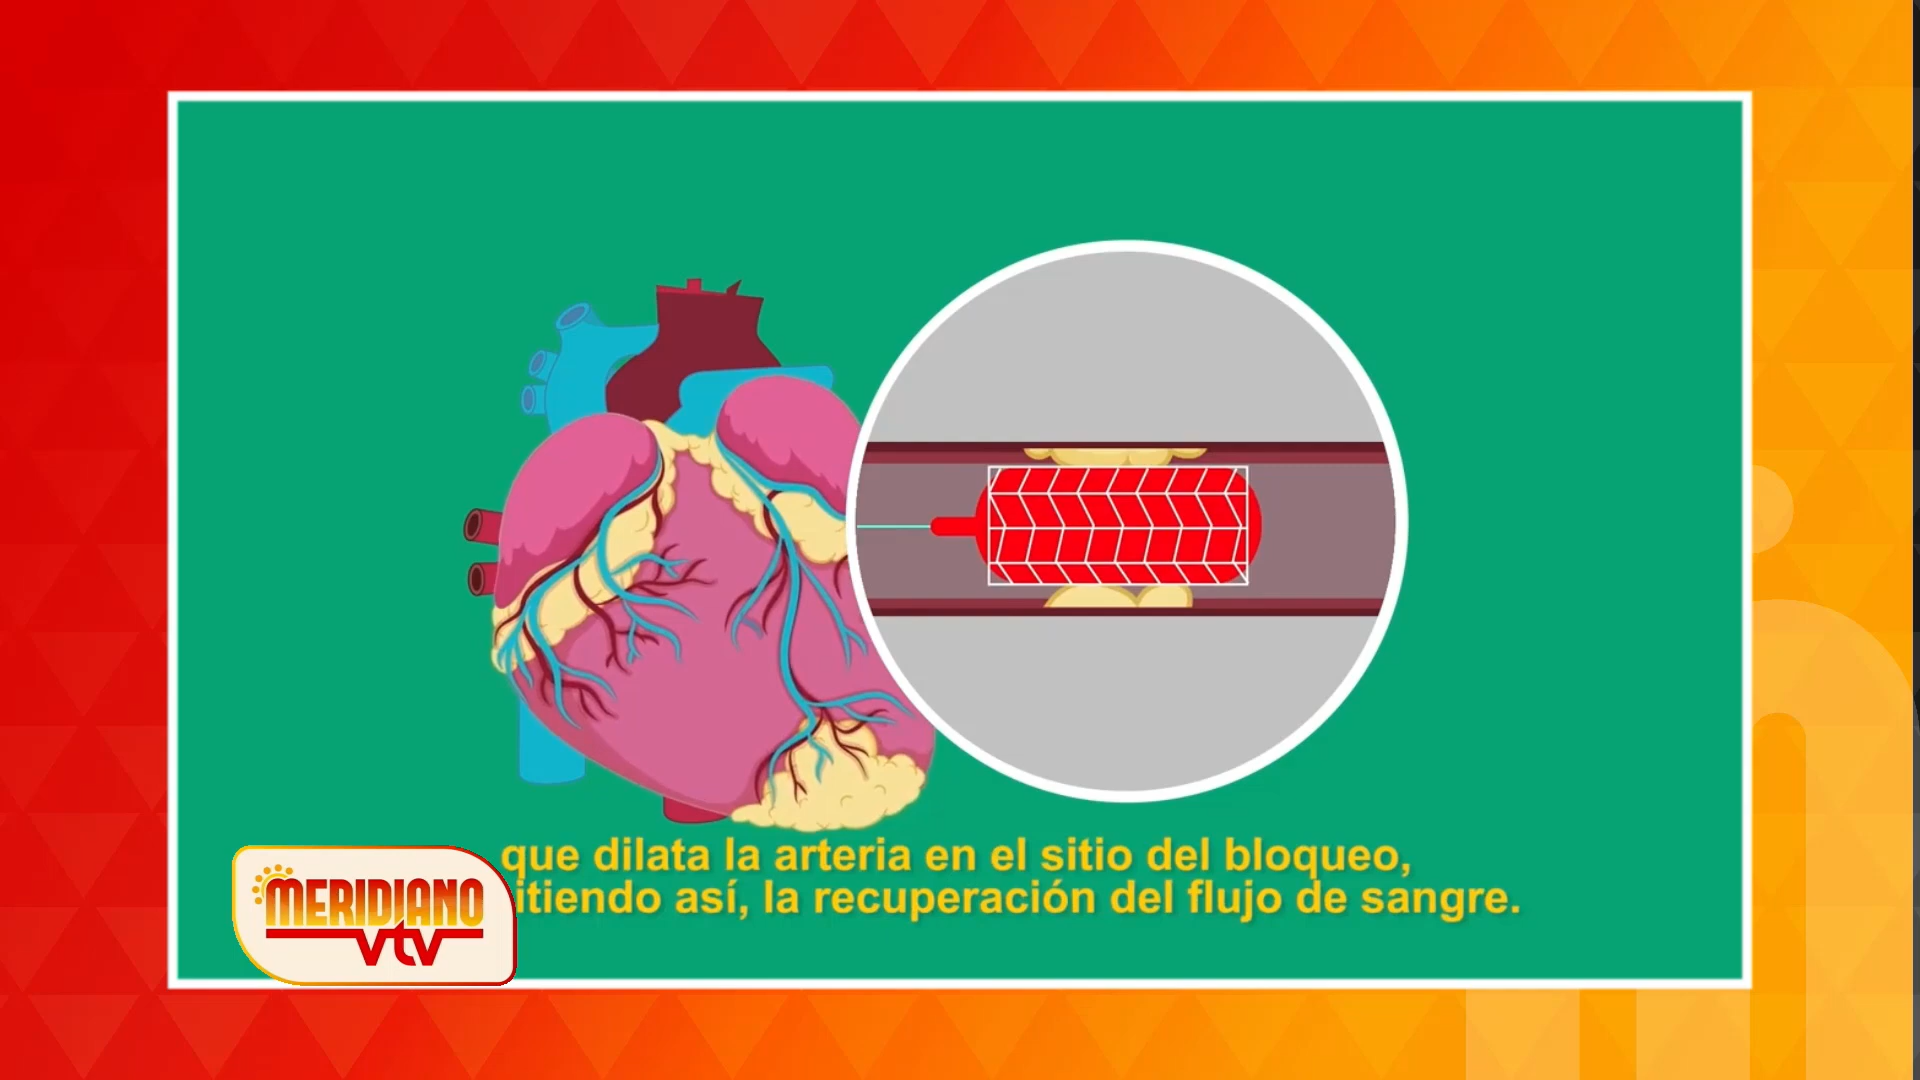 que dilata la arteria en el sitio del bloqueo,
itiendo así, la recuperación del flujo de sangre.
MERIDIANO
vtv